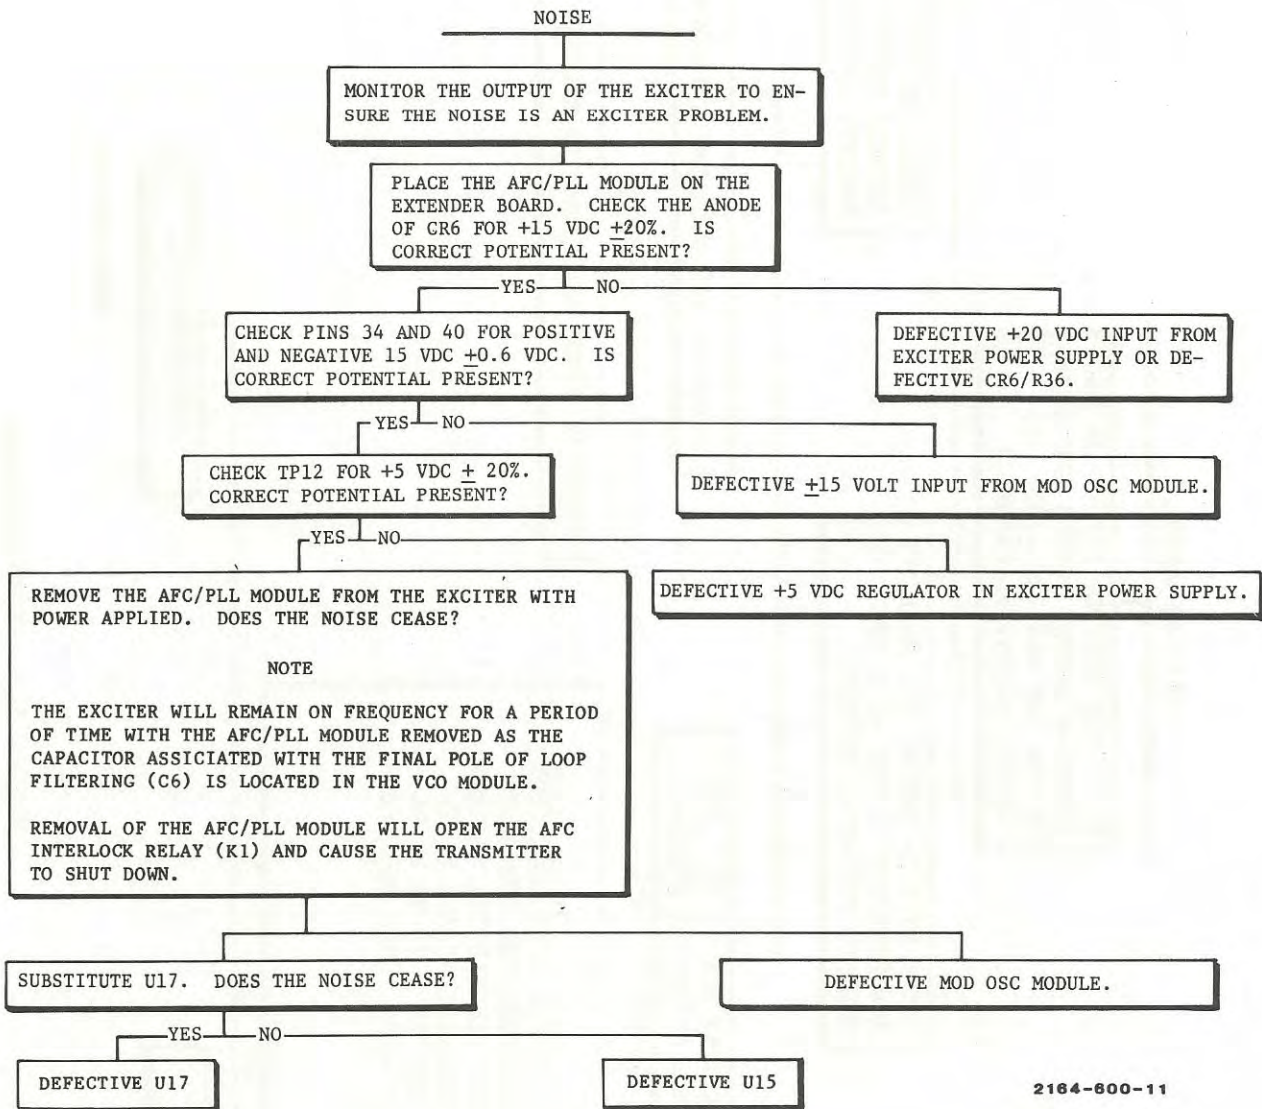 NOISE
MONITOR THE OUTPUT OF THE EXCITER TO EN-
SURE THE NOISE IS AN EXCITER PROBLEM.
PLACE THE AFC/PLL MODULE ON THE
EXTENDER BOARD. CHECK THE ANODE
OF CR6 FOR +15 VDC ±20%. IS
CORRECT POTENTIAL PRESENT?
YES NO
CHECK PINS 34 AND 40 FOR POSITIVE
AND NEGATIVE 15 VDC ±0.6 VDC. IS
CORRECT POTENTIAL PRESENT?
DEFECTIVE +20 VDC INPUT FROM
EXCITER POWER SUPPLY OR DE-
FECTIVE CR6/R36.
YES NO
CHECK TP12 FOR +5 VDC ± 20%.
CORRECT POTENTIAL PRESENT?
DEFECTIVE ±15 VOLT INPUT FROM MOD OSC MODULE.
YES NO
REMOVE THE AFC/PLL MODULE FROM THE EXCITER WITH
POWER APPLIED. DOES THE NOISE CEASE?
NOTE
THE EXCITER WILL REMAIN ON FREQUENCY FOR A PERIOD
OF TIME WITH THE AFC/PLL MODULE REMOVED AS THE
CAPACITOR ASSICIATED WITH THE FINAL POLE OF LOOP
FILTERING (C6) IS LOCATED IN THE VCO MODULE.
REMOVAL OF THE AFC/PLL MODULE WILL OPEN THE AFC
INTERLOCK RELAY (K1) AND CAUSE THE TRANSMITTER
TO SHUT DOWN.
DEFECTIVE +5 VDC REGULATOR IN EXCITER POWER SUPPLY.
SUBSTITUTE U17. DOES THE NOISE CEASE?
DEFECTIVE MOD OSC MODULE.
YES NO
DEFECTIVE U17
DEFECTIVE U15
2164-600-11